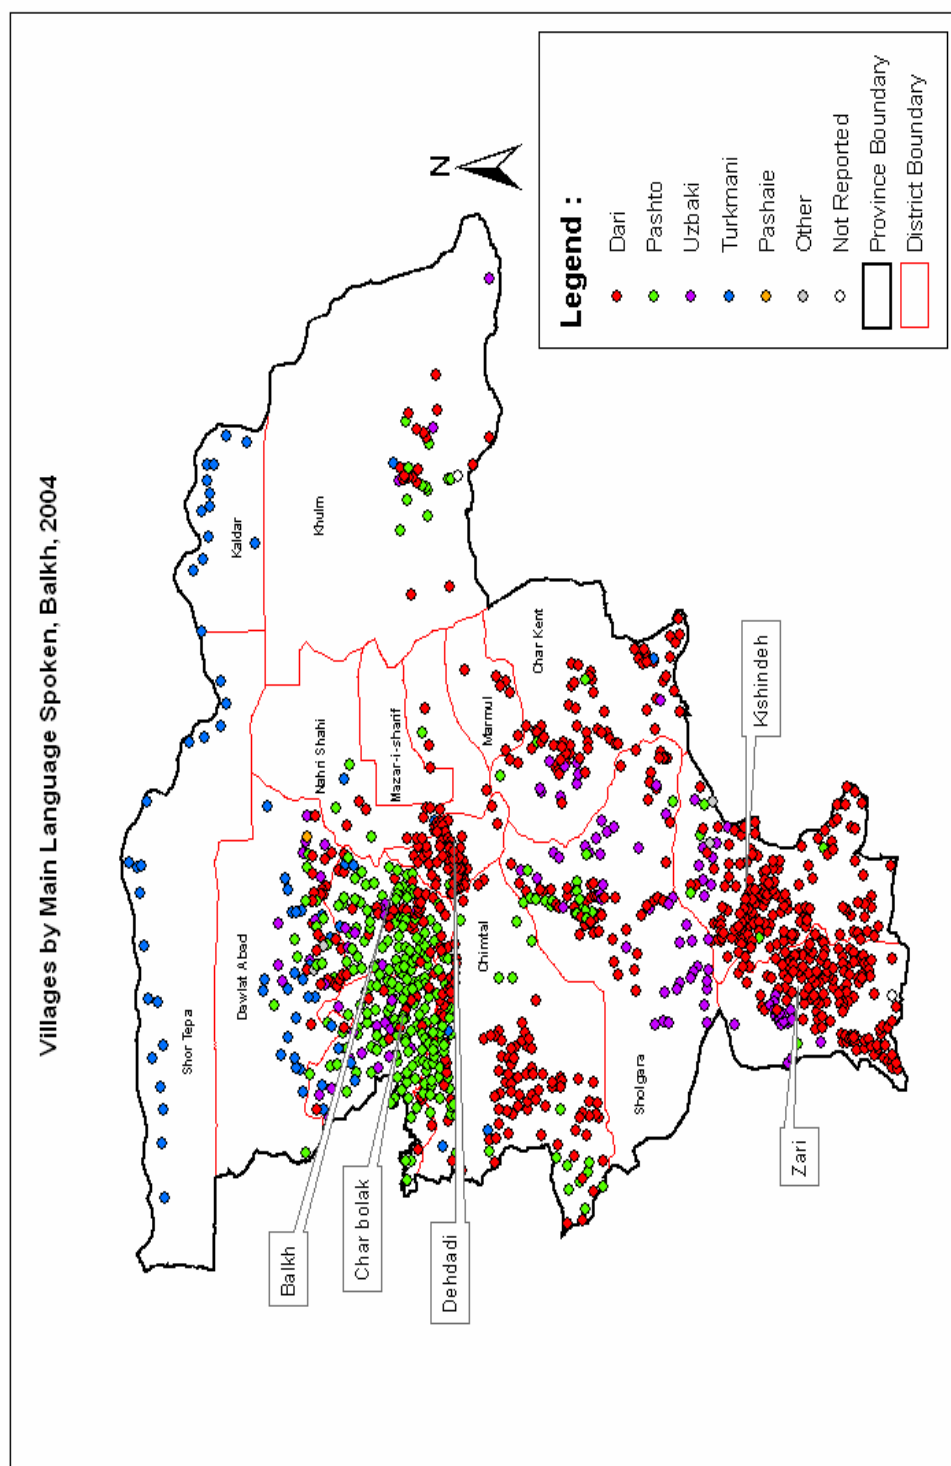 Villages by Main Language Spoken, Balkh, 2004
N
Shor Tepa
Kaldar
Dawlat Abad
Khulm
Nahri Shahi
Mazar-i-sharif
Marmul
Char Kent
Chimtal
Sholgara
Balkh
Char bolak
Dehdadi
Zari
Kishindeh
Legend :
Dari
Pashto
Uzbaki
Turkmani
Pashaie
Other
Not Reported
Province Boundary
District Boundary